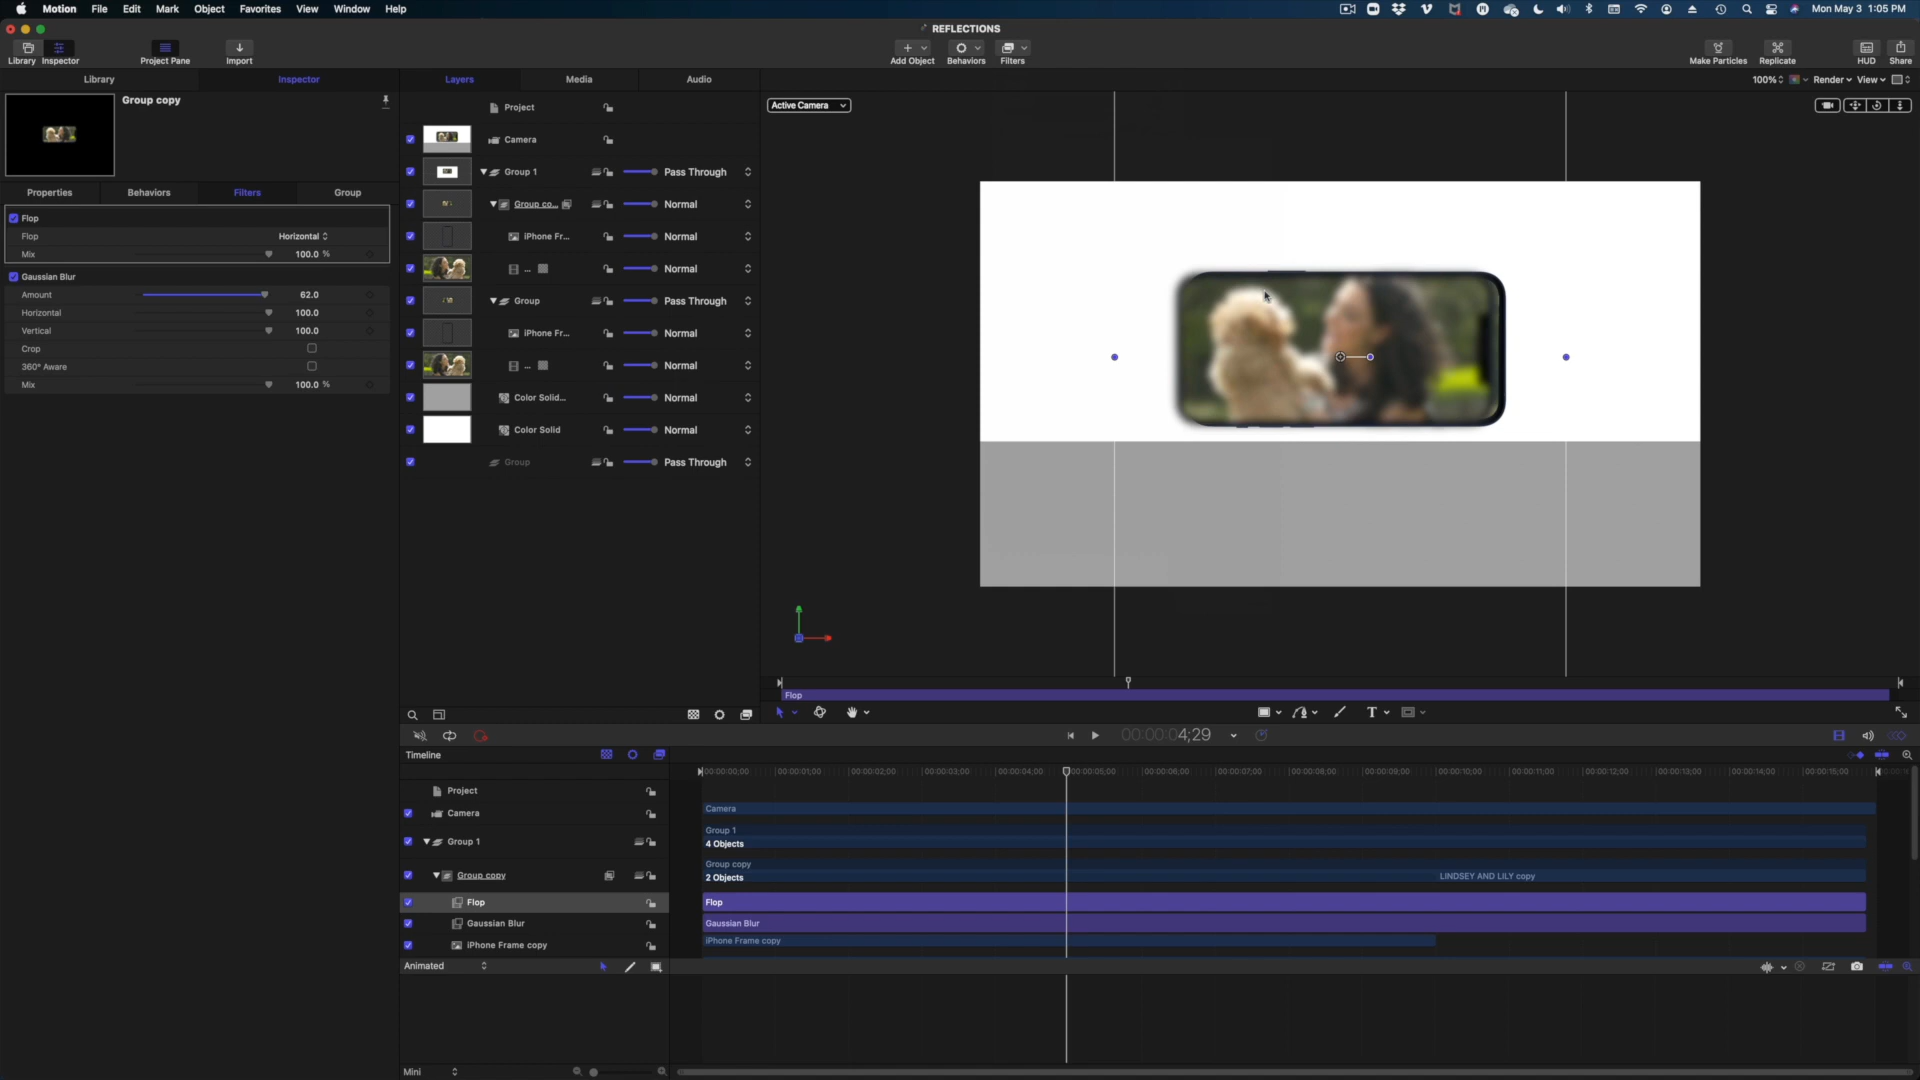 Motion File Edit Mark Object Favorites View Window Help
Mon May 3 1:05 PM
REFLECTIONS
Library Inspector Project Pane Import Add Object Behaviors Filters Make Particles Replicate HUD Share
Library Inspector Layers Media Audio 100% Render View
Group copy
Active Camera
Properties Behaviors Filters Group
Flop
Flop Horizontal
Mix 100.0 %
Gaussian Blur
Amount 62.0
Horizontal 100.0
Vertical 100.0
Crop
360° Aware
Mix 100.0 %
Project
Camera
Group 1 Pass Through
Group co... Normal
iPhone Fr... Normal
... Normal
Group Pass Through
iPhone Fr... Normal
... Normal
Color Solid... Normal
Color Solid Normal
Group Pass Through
Flop
T
00:00:04;29
Timeline
00:00:00;00 00:00:01;00 00:00:02;00 00:00:03;00 00:00:04;00 00:00:05;00 00:00:06;00 00:00:07;00 00:00:08;00 00:00:09;00 00:00:10;00 00:00:11;00 00:00:12;00 00:00:13;00 00:00:14;00 00:00:15;00
Project
Camera Camera
Group 1 Group 1
4 Objects
Group copy Group copy
2 Objects LINDSEY AND LILY copy
Flop Flop
Gaussian Blur Gaussian Blur
iPhone Frame copy iPhone Frame copy
Animated
Mini